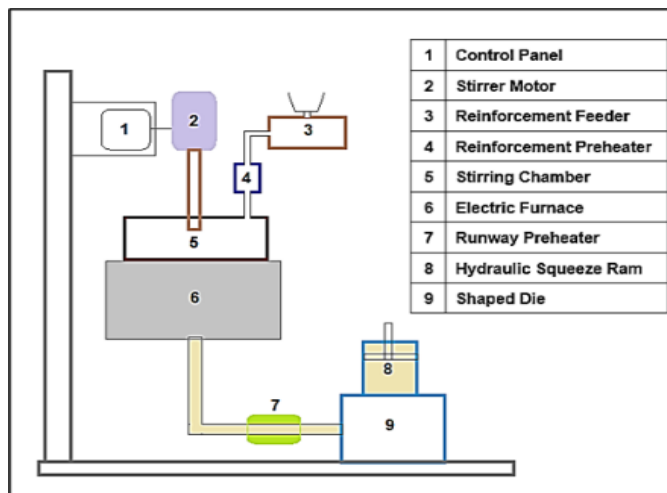 1 Control Panel
2 Stirrer Motor
3 Reinforcement Feeder
4 Reinforcement Preheater
5 Stirring Chamber
6 Electric Furnace
7 Runway Preheater
8 Hydraulic Squeeze Ram
9 Shaped Die
1
2
3
4
5
6
7
8
9